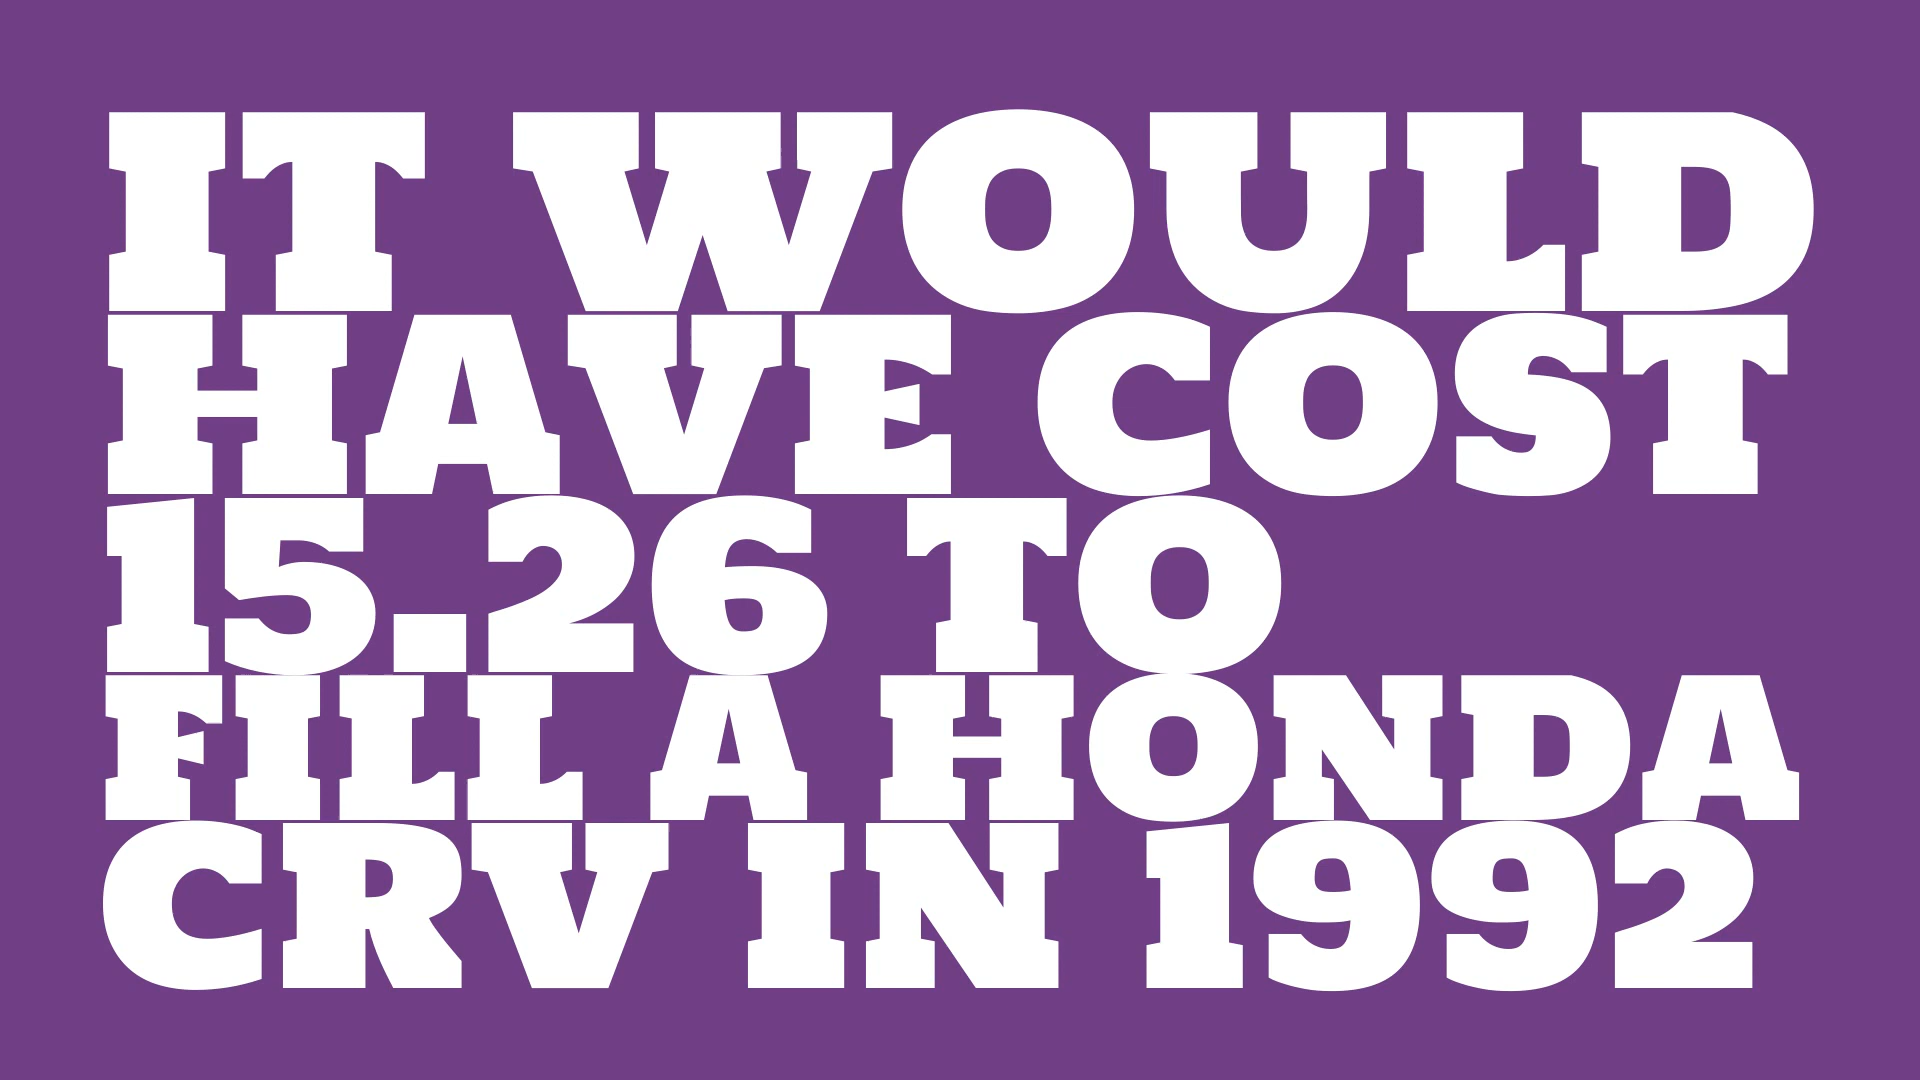 IT WOULD
HAVE COST
15.26 TO
FILL A HONDA
CRV IN 1992